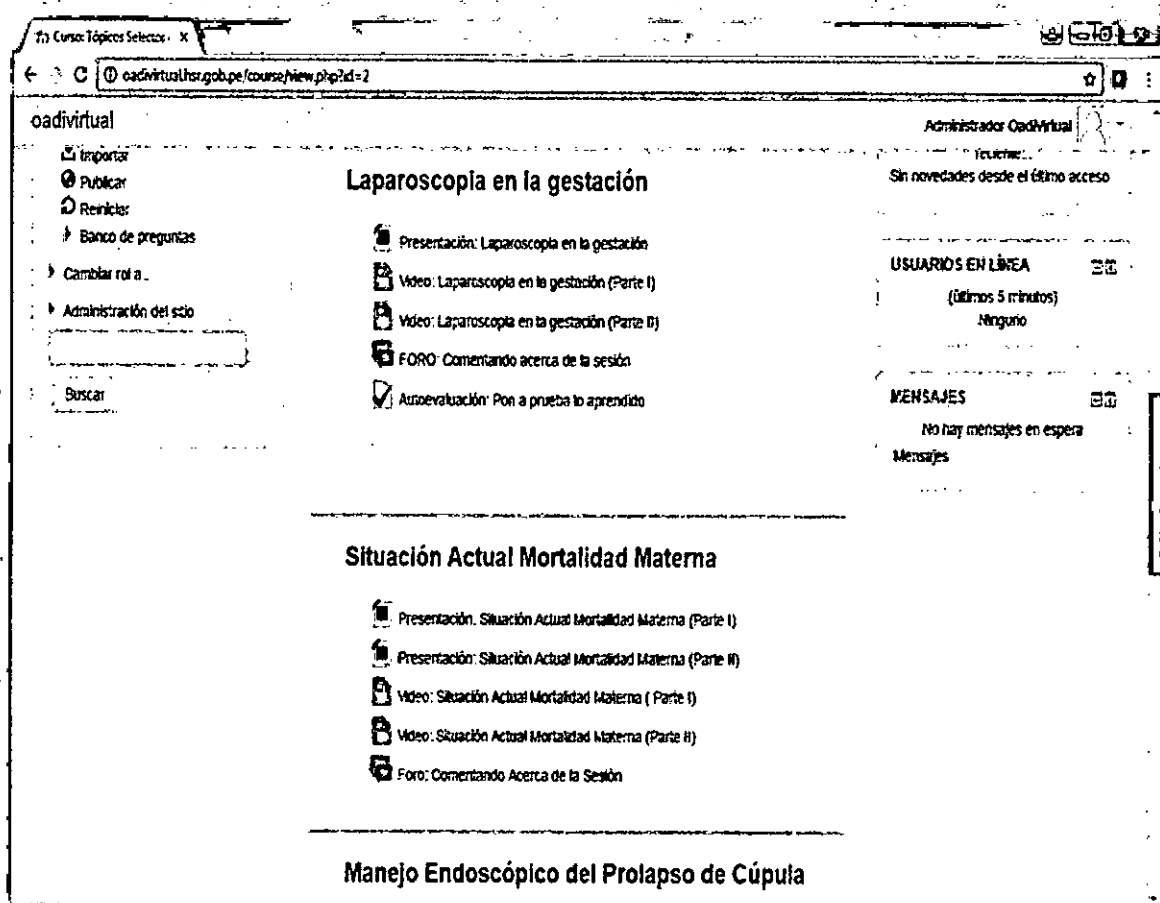 Curso: Tópicos Selectos
oadivirtual.hsr.gob.pe/course/view.php?id=2
oadivirtual
Administrador OadiVirtual
Importar
Publicar
Reiniciar
Banco de preguntas
Cambiar rol a...
Administración del sitio
Buscar
Laparoscopia en la gestación
Presentación: Laparoscopia en la gestación
Video: Laparoscopia en la gestación (Parte I)
Video: Laparoscopia en la gestación (Parte II)
FORO: Comentando acerca de la sesión
Autoevaluación: Pon a prueba lo aprendido
Situación Actual Mortalidad Materna
Presentación: Situación Actual Mortalidad Materna (Parte I)
Presentación: Situación Actual Mortalidad Materna (Parte II)
Video: Situación Actual Mortalidad Materna ( Parte I)
Video: Situación Actual Mortalidad Materna (Parte II)
Foro: Comentando Acerca de la Sesión
Manejo Endoscópico del Prolapso de Cúpula
Sin novedades desde el último acceso
USUARIOS EN LÍNEA
(últimos 5 minutos)
Ninguno
MENSAJES
No hay mensajes en espera
Mensajes